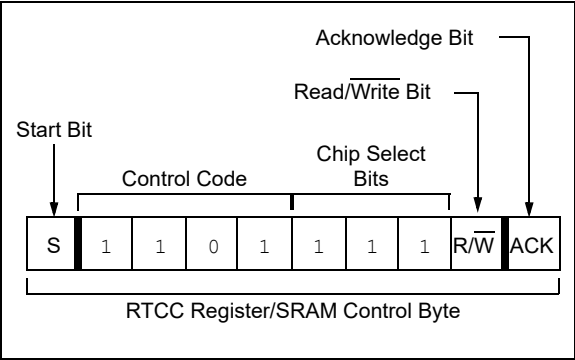 Acknowledge Bit
Read/Write Bit
Start Bit
Chip Select
Bits
Control Code
S 1 1 0 1 1 1 1 R/W ACK
RTCC Register/SRAM Control Byte